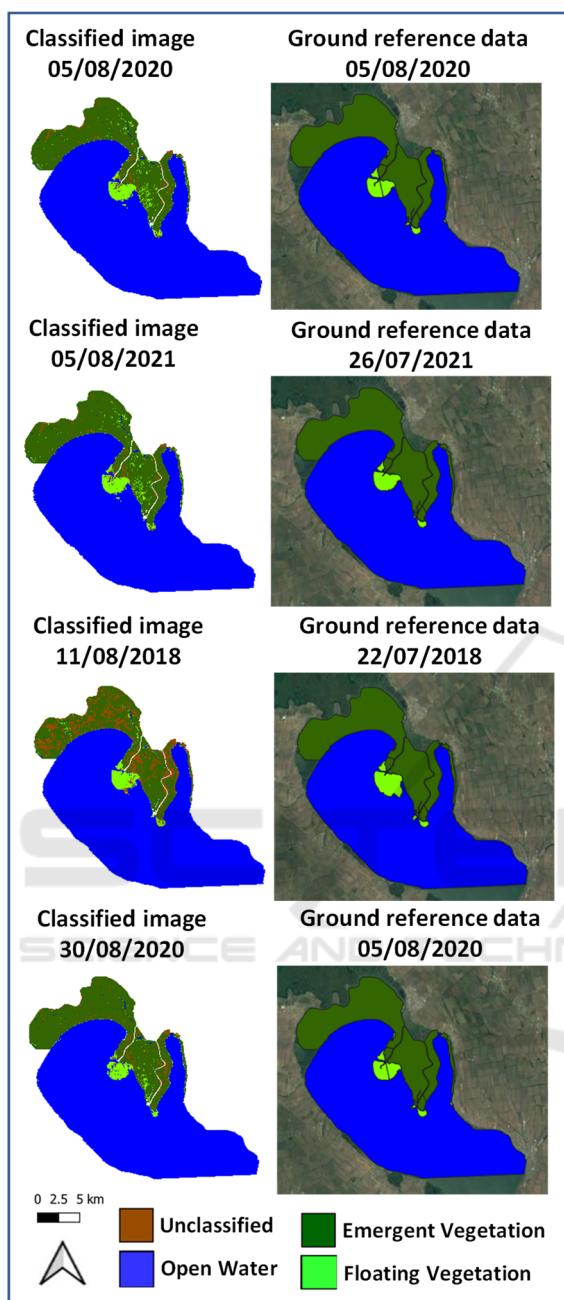 Classified image
05/08/2020
Ground reference data
05/08/2020
Classified image
05/08/2021
Ground reference data
26/07/2021
Classified image
11/08/2018
Ground reference data
22/07/2018
Classified image
30/08/2020
Ground reference data
05/08/2020
0 2.5 5 km
Unclassified
Emergent Vegetation
Open Water
Floating Vegetation